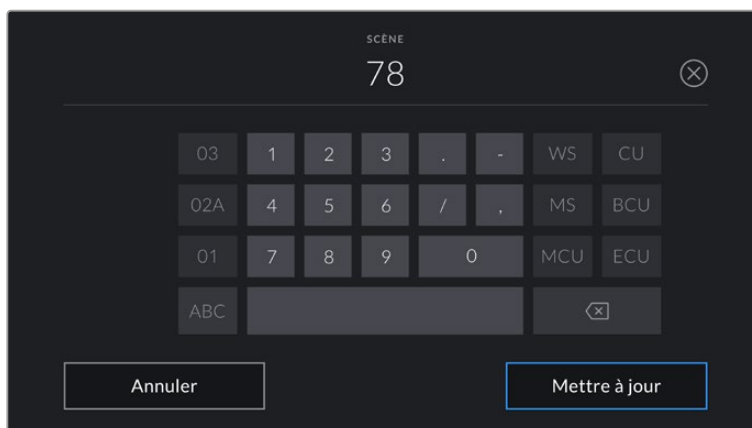 SCÈNE
78
03 1 2 3 . - WS CU
02A 4 5 6 / , MS BCU
01 7 8 9 0 MCU ECU
ABC
Annuler Mettre à jour